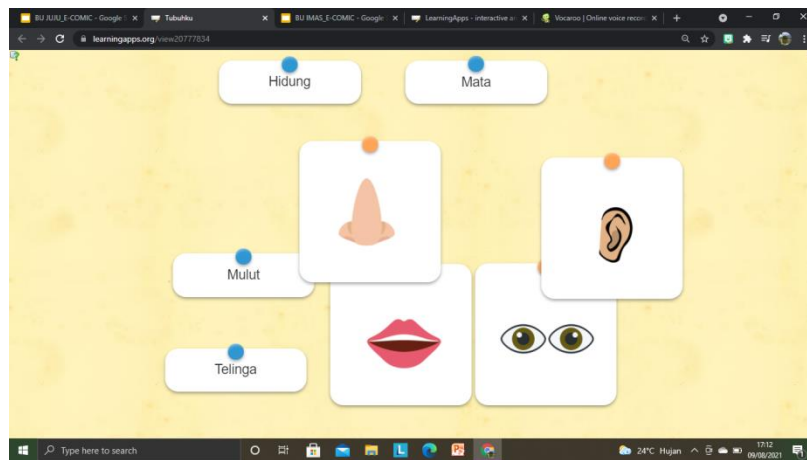 BU JUJU_E-COMIC - Google S
Tubuhku
BU IMAS_E-COMIC - Google
LearningApps - interactive a
Vocaroo | Online voice record
learningapps.org/view20777834
Hidung
Mata
Mulut
Telinga
Type here to search
24°C Hujan
17:12
09/08/2021